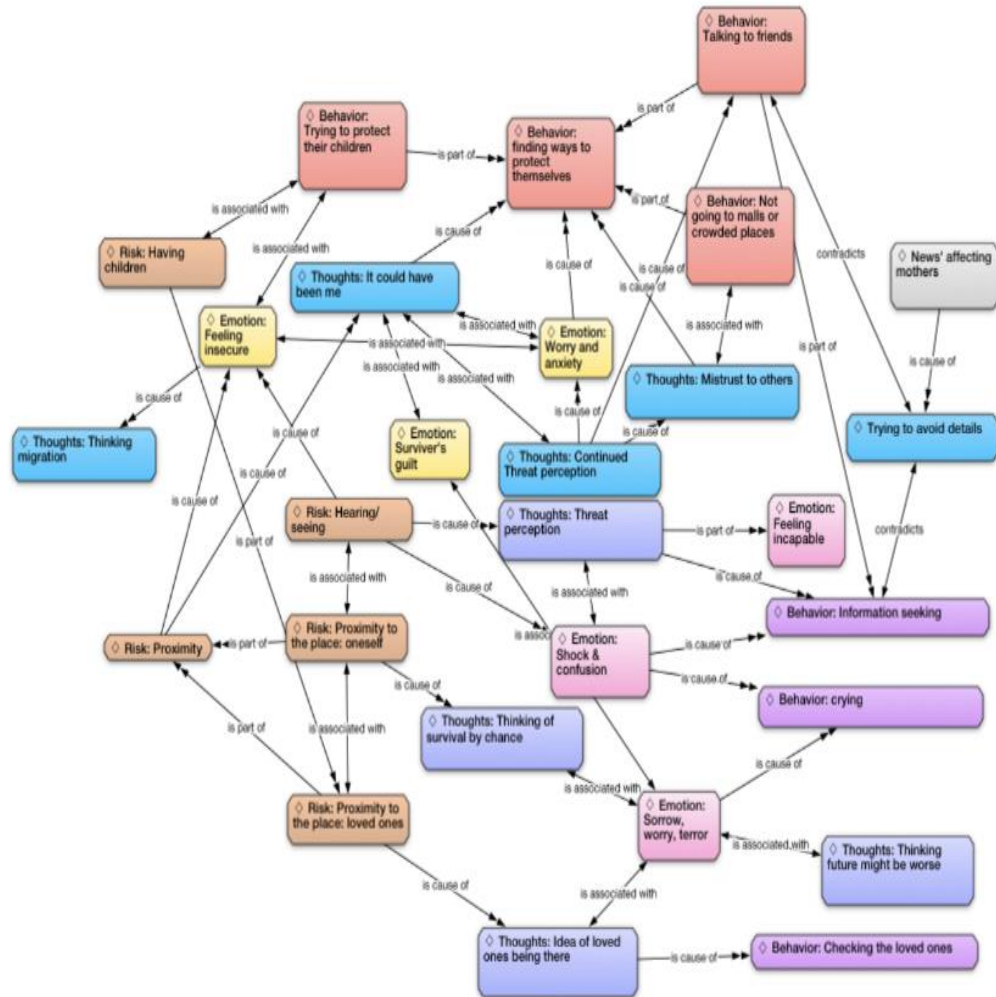 ◇ Behavior:
Talking to friends
is part of
◇ Behavior:
Trying to protect
their children
◇ Behavior:
finding ways to
protect
themselves
is part of
is part of
◇ Behavior: Not
going to malls or
crowded places
is associated with
◇ Risk: Having
children
is associated with
is cause of
contradicts
◇ News' affecting
mothers
◇ Thoughts: It could have
been me
is cause of
is cause of
is cause of
◇ Emotion:
Feeling
insecure
is associated with
is associated with
◇ Emotion:
Worry and
anxiety
is associated with
is part of
is associated with
is associated with
◇ Thoughts: Mistrust to others
is cause of
is cause of
◇ Thoughts: Thinking
migration
is cause of
◇ Emotion:
Surviver's
guilt
is cause of
is cause of
◇ Trying to avoid details
is cause of
◇ Thoughts: Continued
Threat perception
◇ Risk: Hearing/
seeing
is cause of
◇ Thoughts: Threat
perception
is part of
◇ Emotion:
Feeling
incapable
contradicts
is cause of
is part of
is associated with
is cause of
is associated with
is cause of
◇ Behavior: Information seeking
◇ Risk: Proximity
is part of
◇ Risk: Proximity to
the place: oneself
is assoc
◇ Emotion:
Shock &
confusion
is cause of
is cause of
is cause of
◇ Behavior: crying
is part of
is associated with
◇ Thoughts: Thinking of
survival by chance
is associated with
is cause of
◇ Risk: Proximity to
the place: loved ones
◇ Emotion:
Sorrow,
worry, terror
is associated with
◇ Thoughts: Thinking
future might be worse
is cause of
is associated with
◇ Thoughts: Idea of loved
ones being there
is cause of
◇ Behavior: Checking the loved ones